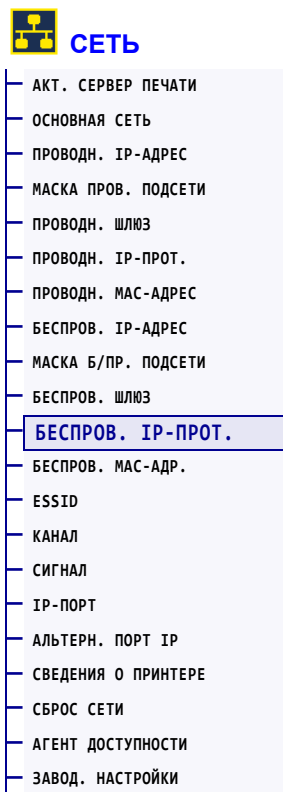 СЕТЬ
АКТ. СЕРВЕР ПЕЧАТИ
ОСНОВНАЯ СЕТЬ
ПРОВОДН. IP-АДРЕС
МАСКА ПРОВ. ПОДСЕТИ
ПРОВОДН. ШЛЮЗ
ПРОВОДН. IP-ПРОТ.
ПРОВОДН. MAC-АДРЕС
БЕСПРОВ. IP-АДРЕС
МАСКА Б/ПР. ПОДСЕТИ
БЕСПРОВ. ШЛЮЗ
БЕСПРОВ. IP-ПРОТ.
БЕСПРОВ. MAC-АДР.
ESSID
КАНАЛ
СИГНАЛ
IP-ПОРТ
АЛЬТЕРН. ПОРТ IP
СВЕДЕНИЯ О ПРИНТЕРЕ
СБРОС СЕТИ
АГЕНТ ДОСТУПНОСТИ
ЗАВОД. НАСТРОЙКИ